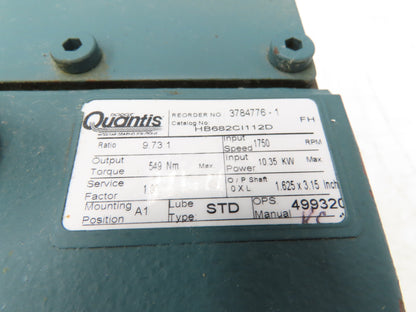 Quantis REORDER NO. 3784776-1
Catalog No. HB682CI112D FH
Ratio 9.73:1 Input Speed 1750 RPM
Output Torque 549 Nm Max. Input Power 10.35 KW Max
Service Factor O/P Shaft O X L 1.625 x 3.15 Inch
Mounting Position A1 Lube Type: STD OPS Manual 499320